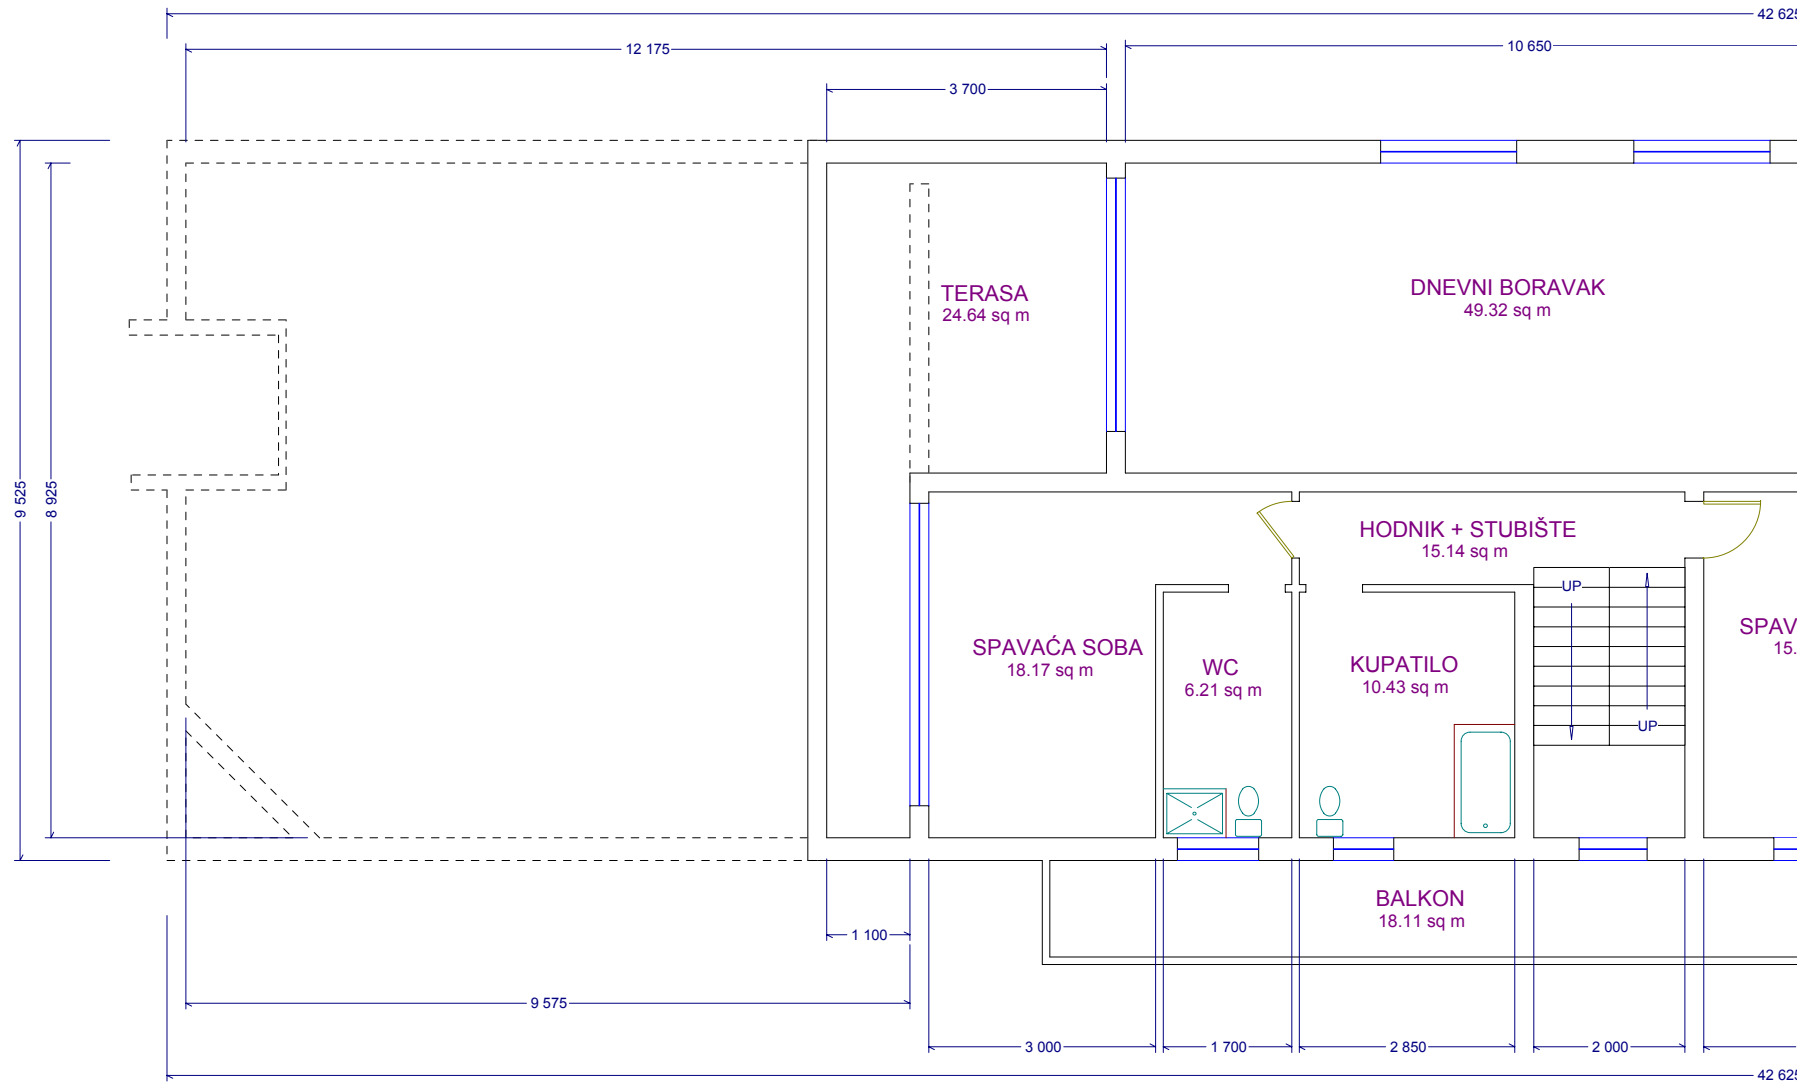 42 625
12 175
10 650
3 700
TERASA
24.64 sq m
DNEVNI BORAVAK
49.32 sq m
9 525
8 925
HODNIK + STUBIŠTE
15.14 sq m
UP
SPAVAĆA SOBA
18.17 sq m
WC
6.21 sq m
KUPATILO
10.43 sq m
SPAV
15.
UP
BALKON
18.11 sq m
1 100
9 575
3 000
1 700
2 850
2 000
42 625